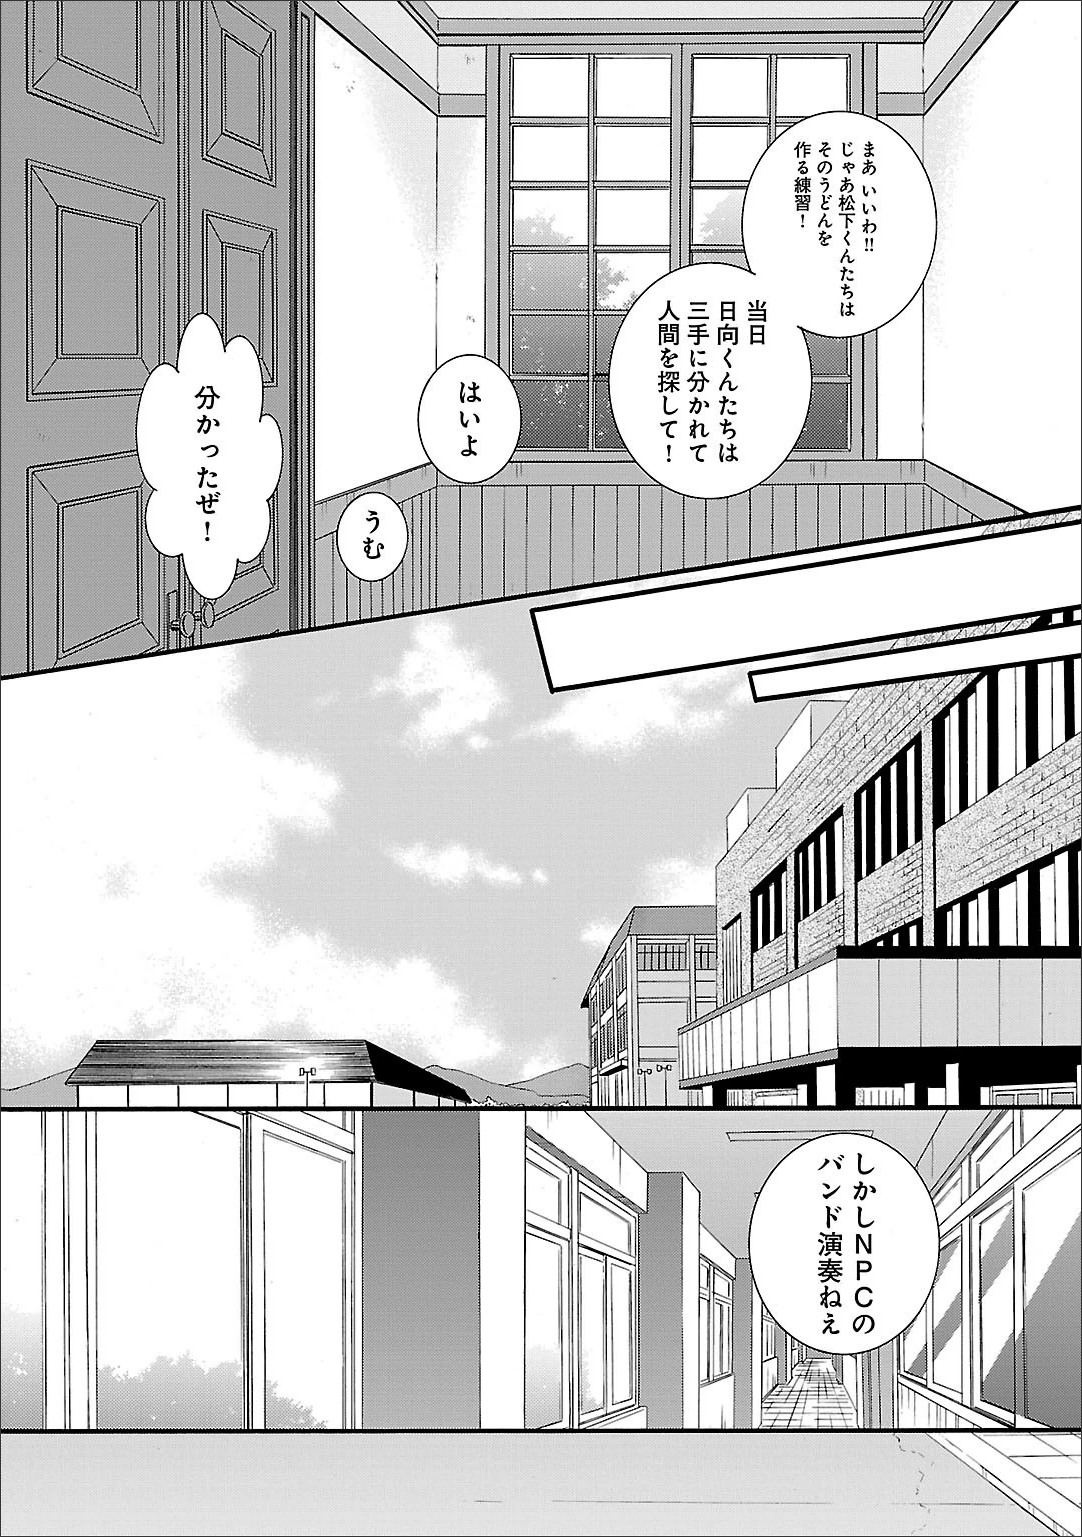 まあ いいわ!!
じゃあ松下くんたちは
そのうどんを
作る練習！
当日
日向くんたちは
三手に分かれて
人間を探して！
はいよ
うむ
分かったぜ！
しかしNPCの
バンド演奏ねえ